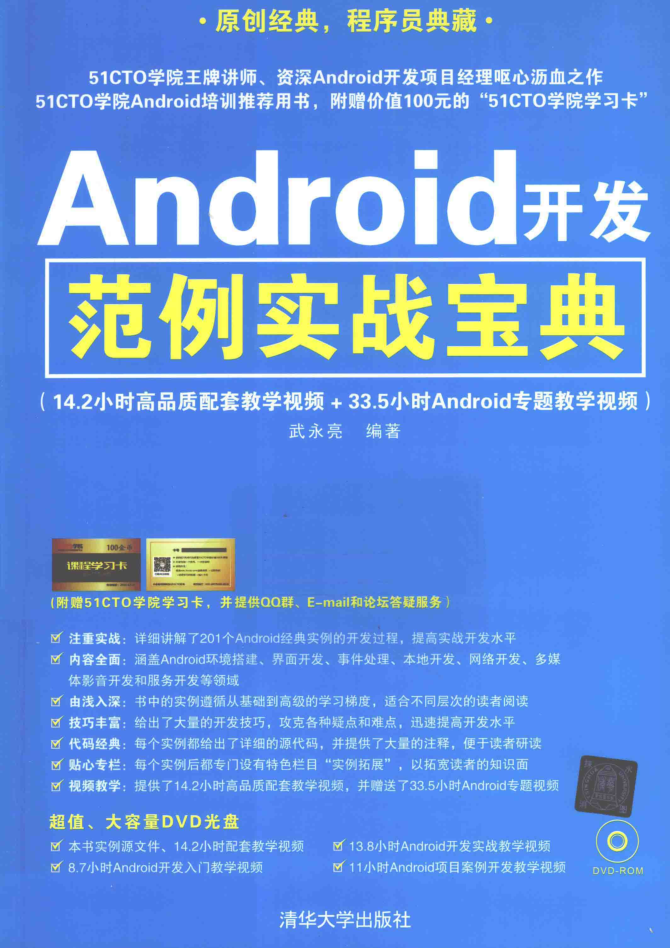 ·原创经典，程序员典藏·
51CTO学院王牌讲师、资深Android开发项目经理呕心沥血之作
51CTO学院Android培训推荐用书，附赠价值100元的“51CTO学院学习卡”
Android开发
范例实战宝典
（14.2小时高品质配套教学视频 + 33.5小时Android专题教学视频）
武永亮 编著
100金币
课程学习卡
（附赠51CTO学院学习卡，并提供QQ群、E-mail和论坛答疑服务）
注重实战：详细讲解了201个Android经典实例的开发过程，提高实战开发水平
内容全面：涵盖Android环境搭建、界面开发、事件处理、本地开发、网络开发、多媒
体影音开发和服务开发等领域
由浅入深：书中的实例遵循从基础到高级的学习梯度，适合不同层次的读者阅读
技巧丰富：给出了大量的开发技巧，攻克各种疑点和难点，迅速提高开发水平
代码经典：每个实例都给出了详细的源代码，并提供了大量的注释，便于读者研读
贴心专栏：每个实例后都专门设有特色栏目“实例拓展”，以拓宽读者的知识面
视频教学：提供了14.2小时高品质配套教学视频，并赠送了33.5小时Android专题视频
超值、大容量DVD光盘
本书实例源文件、14.2小时配套教学视频
13.8小时Android开发实战教学视频
8.7小时Android开发入门教学视频
11小时Android项目案例开发教学视频
DVD-ROM
清华大学出版社